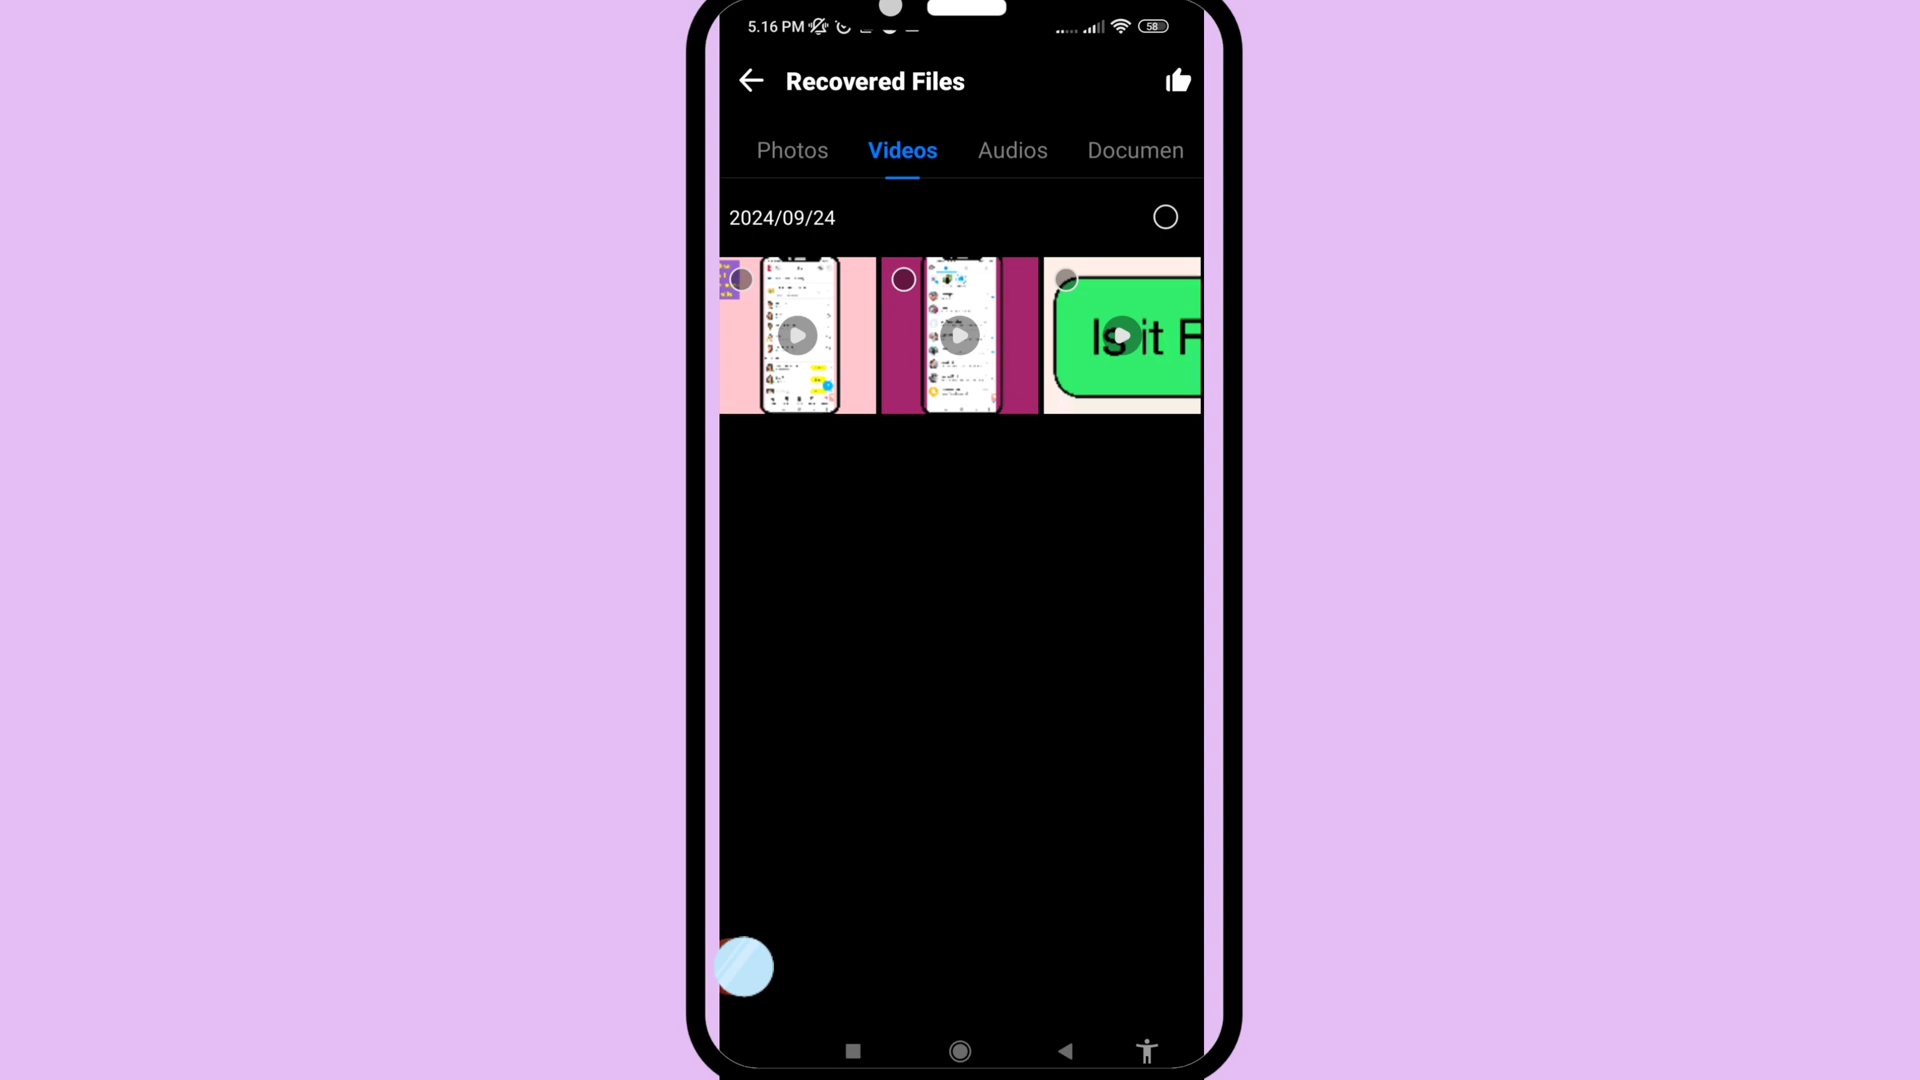 5.16 PM
58
Recovered Files
Photos Videos Audios Documen
2024/09/24
Is it F